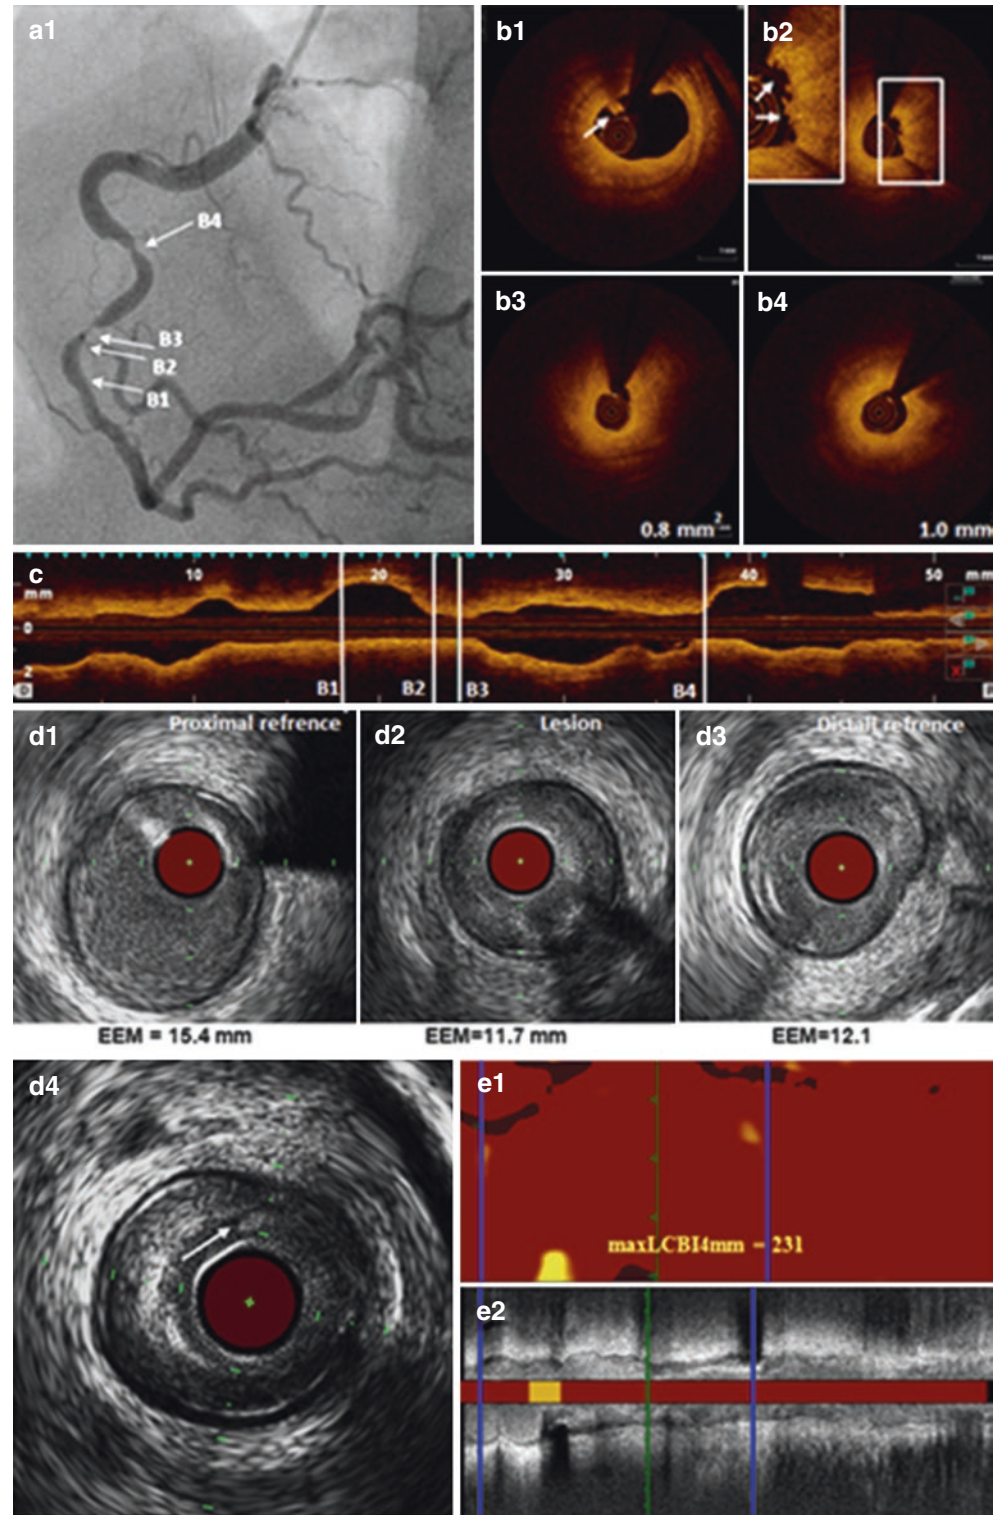 a1
B4
B3
B2
B1
b1
b2
b3
0.8 mm²
b4
1.0 mm
c
10
20
30
40
50
mm
mm
0
2
B1
B2
B3
B4
d1
Proximal refrence
EEM = 15.4 mm
d2
Lesion
EEM=11.7 mm
d3
Distall refrence
EEM=12.1
d4
e1
maxLCBI4mm = 231
e2